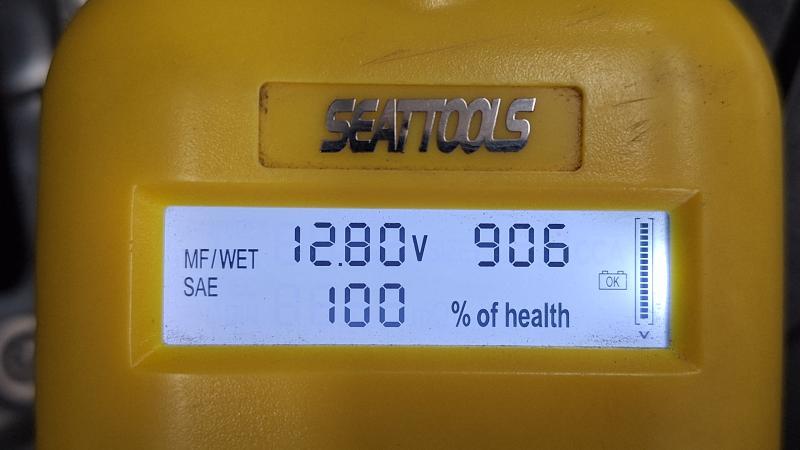 SEATTOOLS
MF/WET 12.80V 906
SAE
OK
100 % of health
V